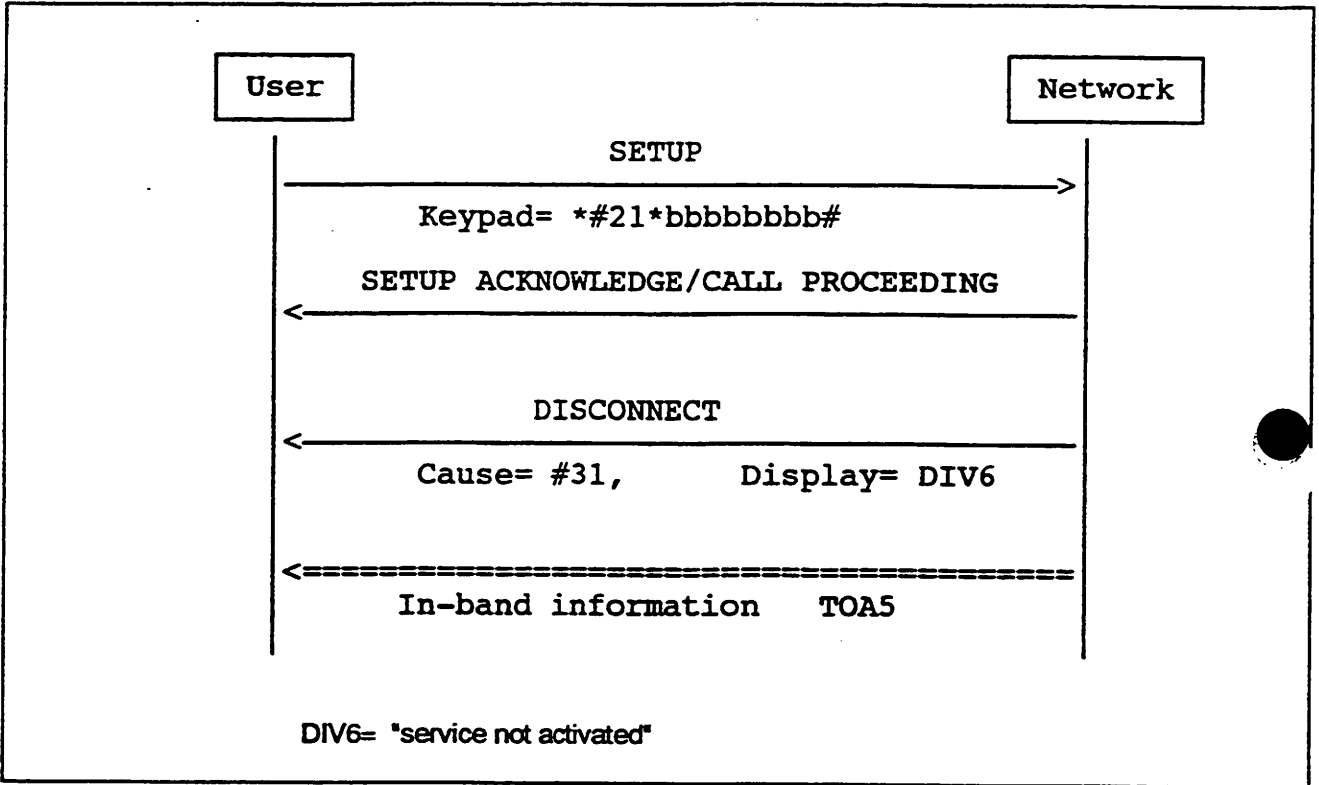 User Network
SETUP
Keypad= *#21*bbbbbbbbb#
SETUP ACKNOWLEDGE/CALL PROCEEDING
DISCONNECT
Cause= #31, Display= DIV6
In-band information TOA5
DIV6= "service not activated"